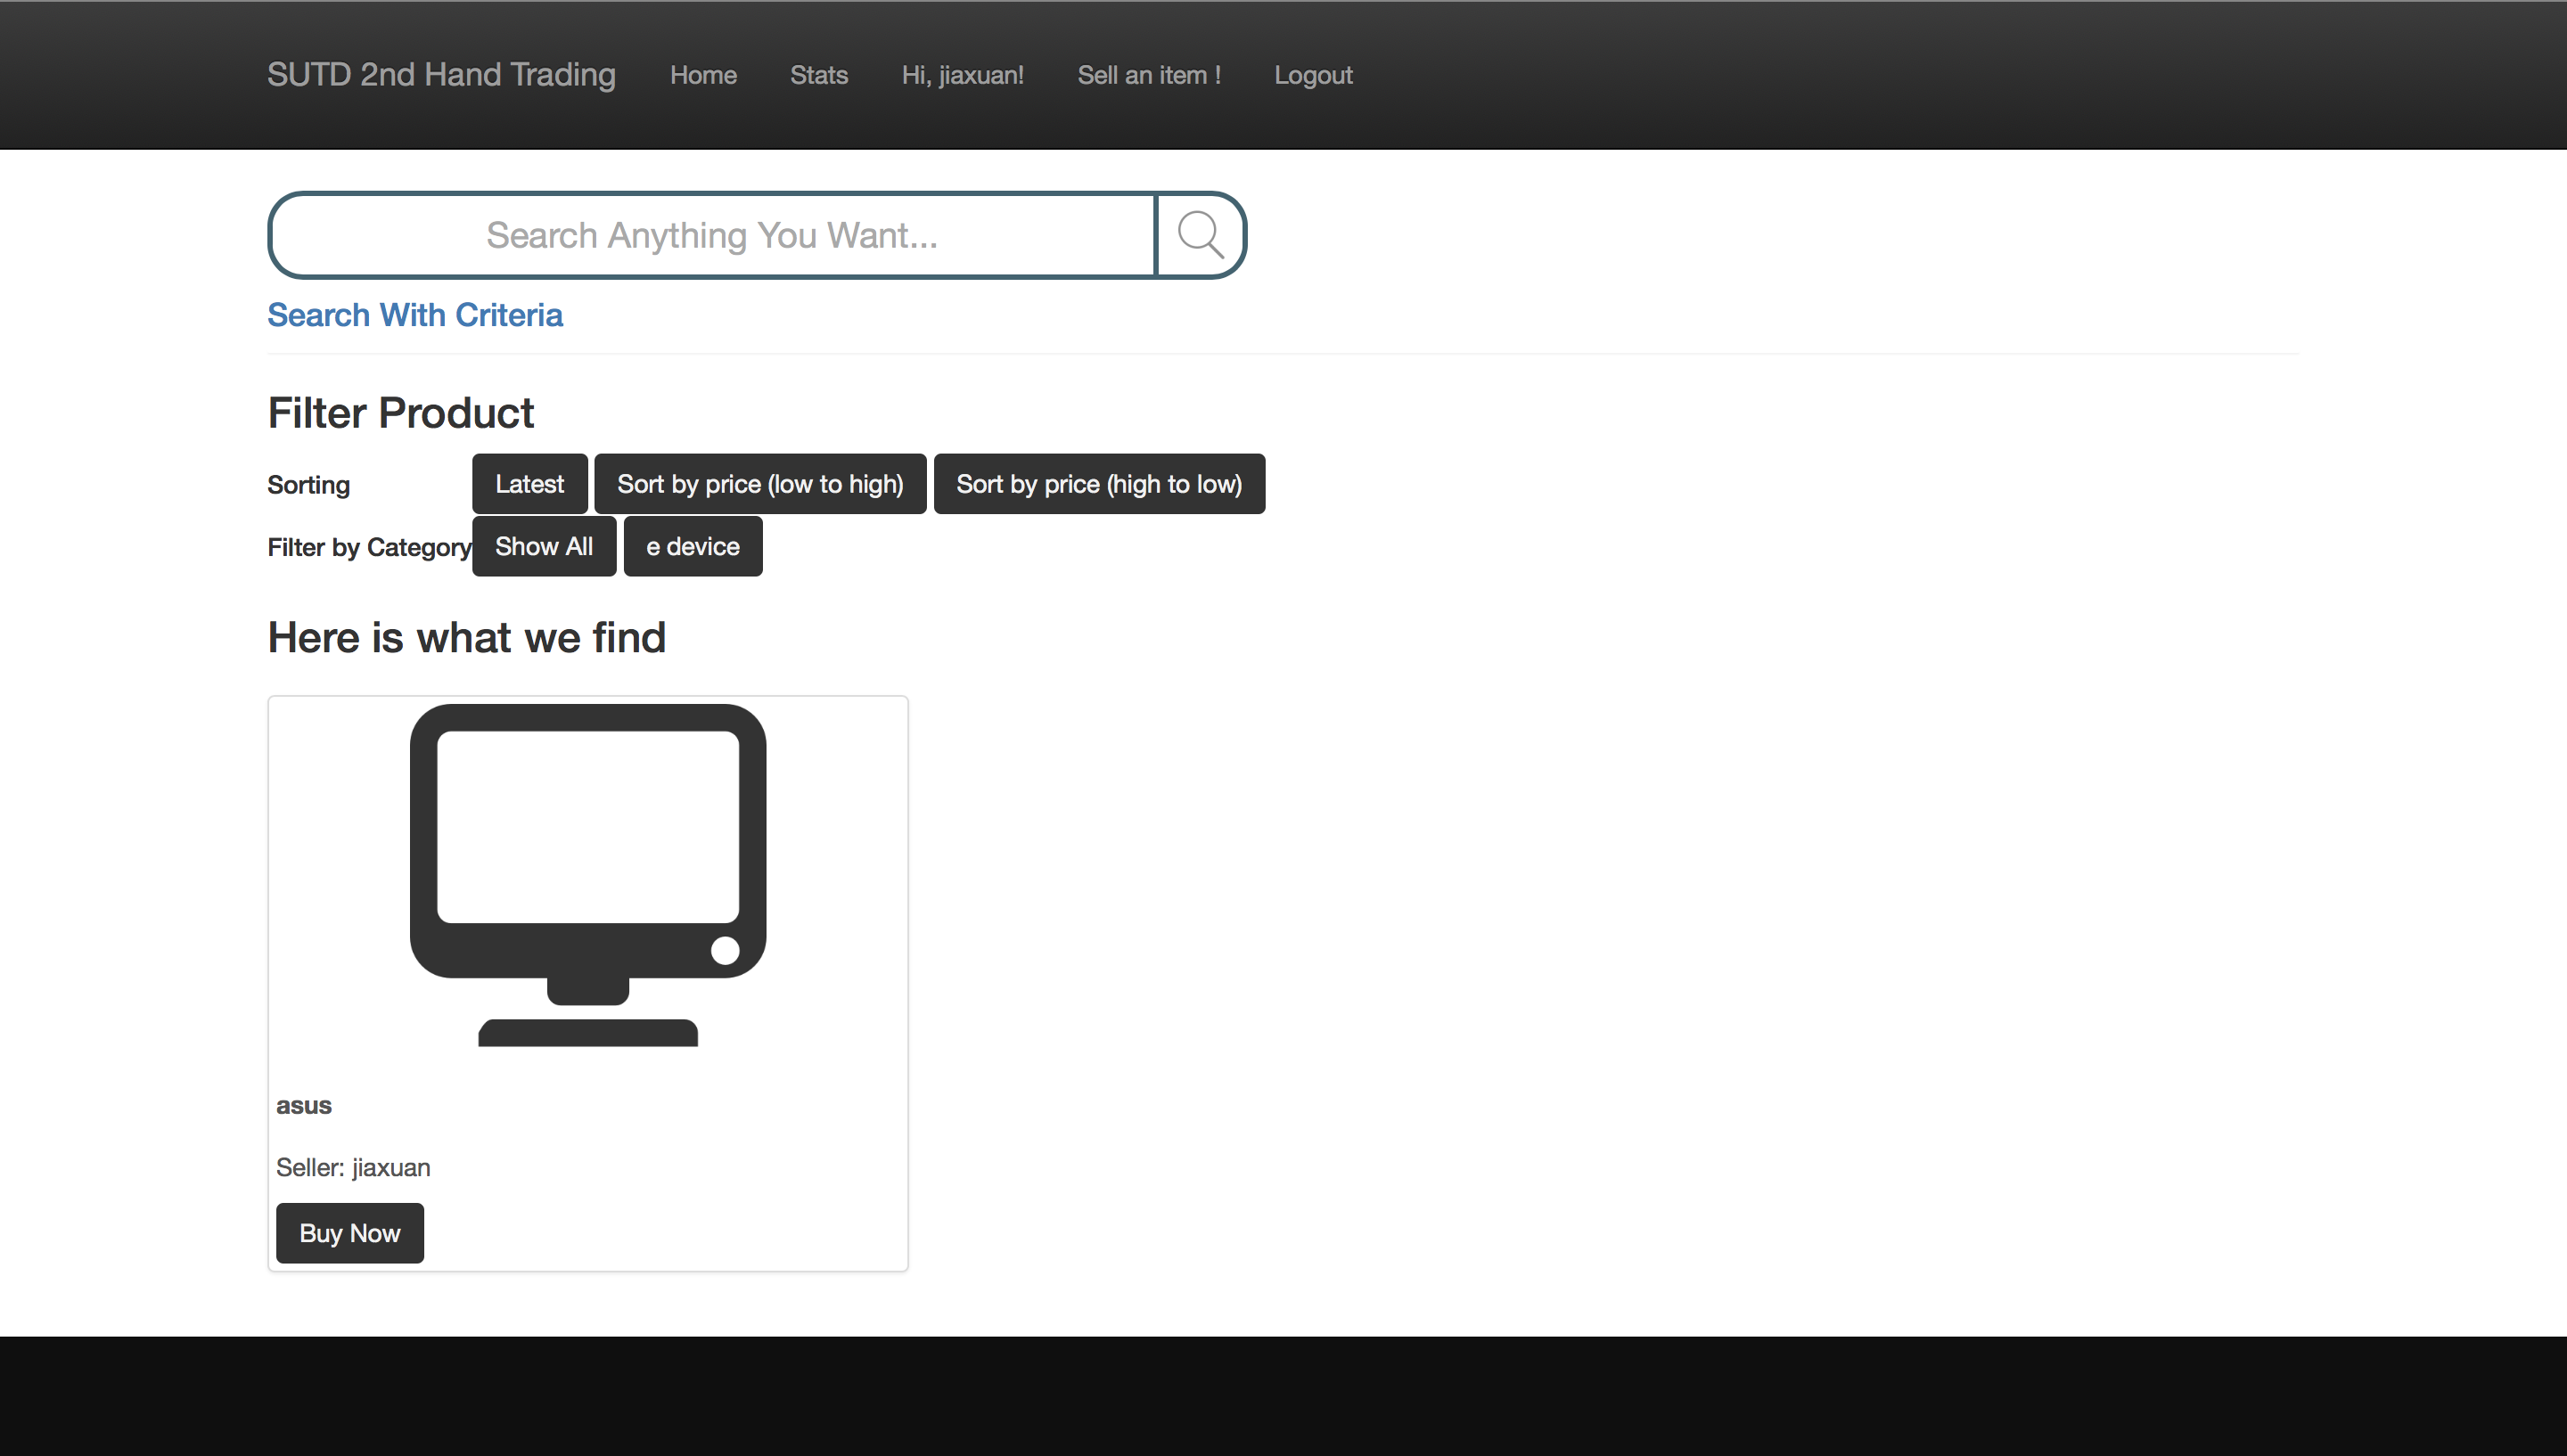 SUTD 2nd Hand Trading Home Stats Hi, jiaxuan! Sell an item ! Logout
Search Anything You Want...
Search With Criteria
Filter Product
Sorting Latest Sort by price (low to high) Sort by price (high to low)
Filter by Category Show All e device
Here is what we find
asus
Seller: jiaxuan
Buy Now